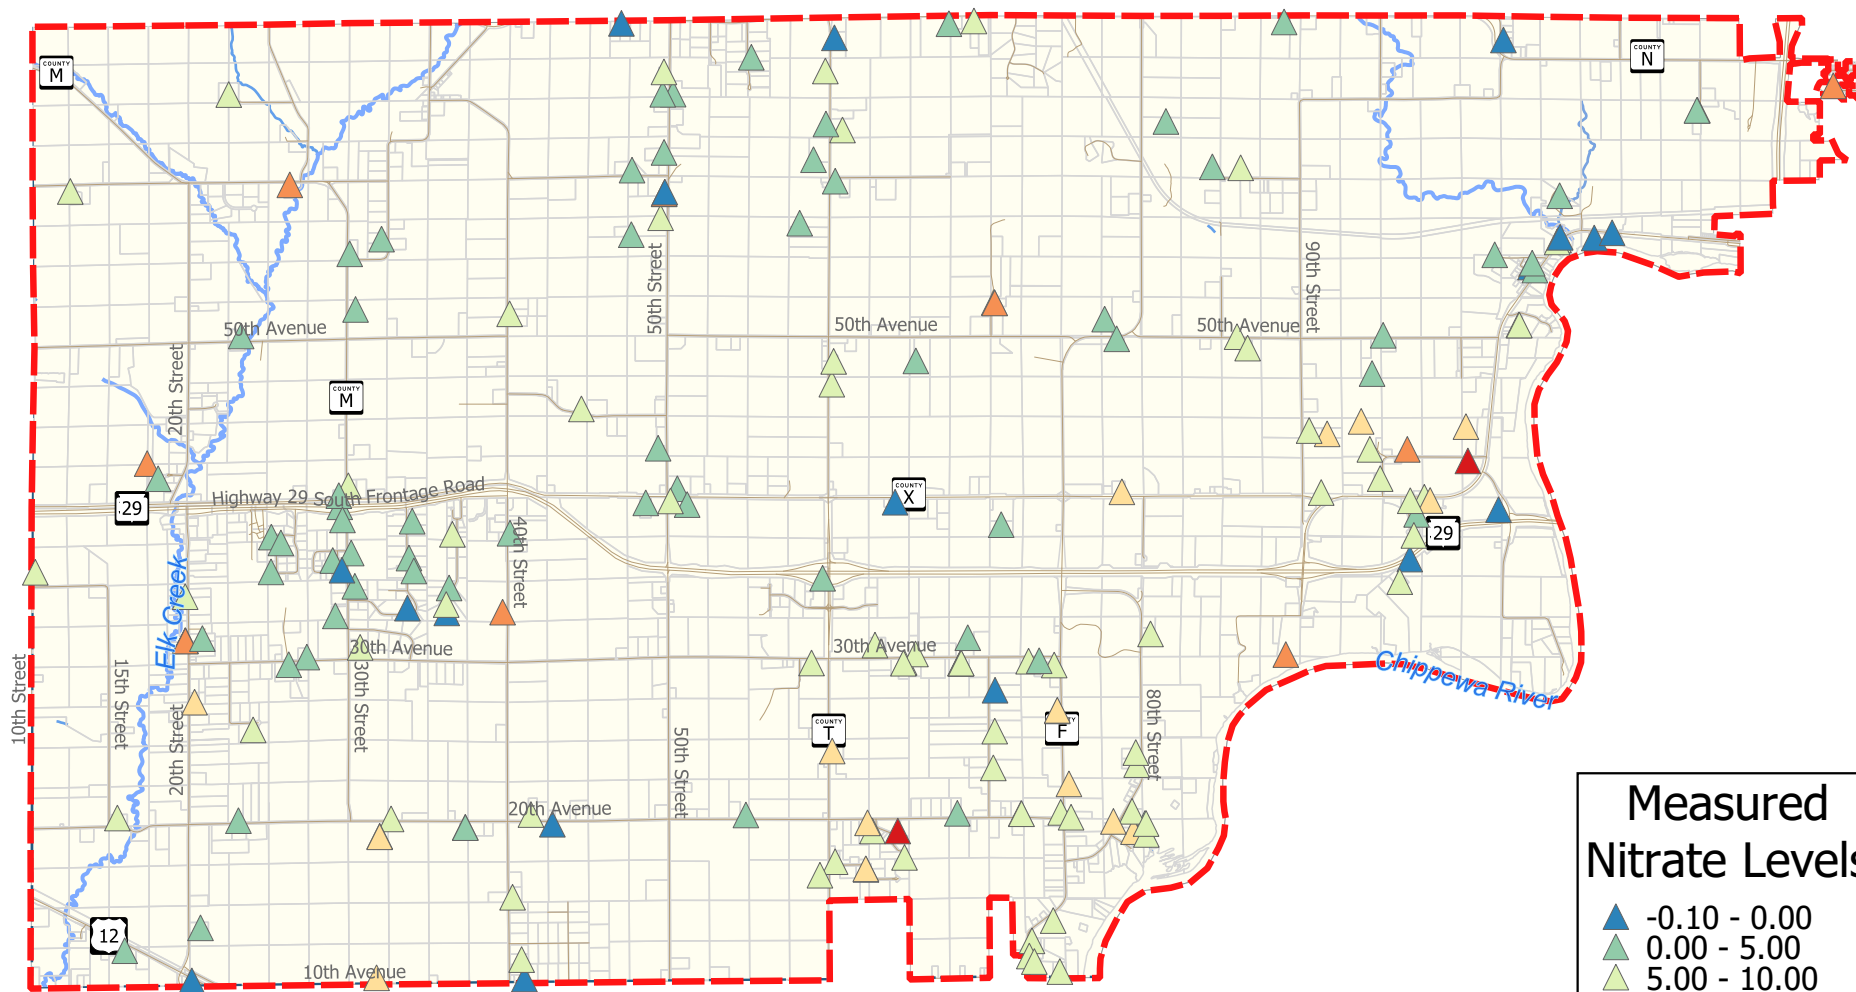 COUNTY
M
COUNTY
N
50th Street
90th Street
50th Avenue
50th Avenue
50th Avenue
20th Street
COUNTY
M
Highway 29 South Frontage Road
29
COUNTY
X
29
40th Street
Elk Creek
30th Avenue
30th Avenue
10th Street
15th Street
20th Street
30th Street
50th Street
80th Street
Chippewa River
COUNTY
T
F
20th Avenue
12
10th Avenue
Measured
Nitrate Levels
-0.10 - 0.00
0.00 - 5.00
5.00 - 10.00